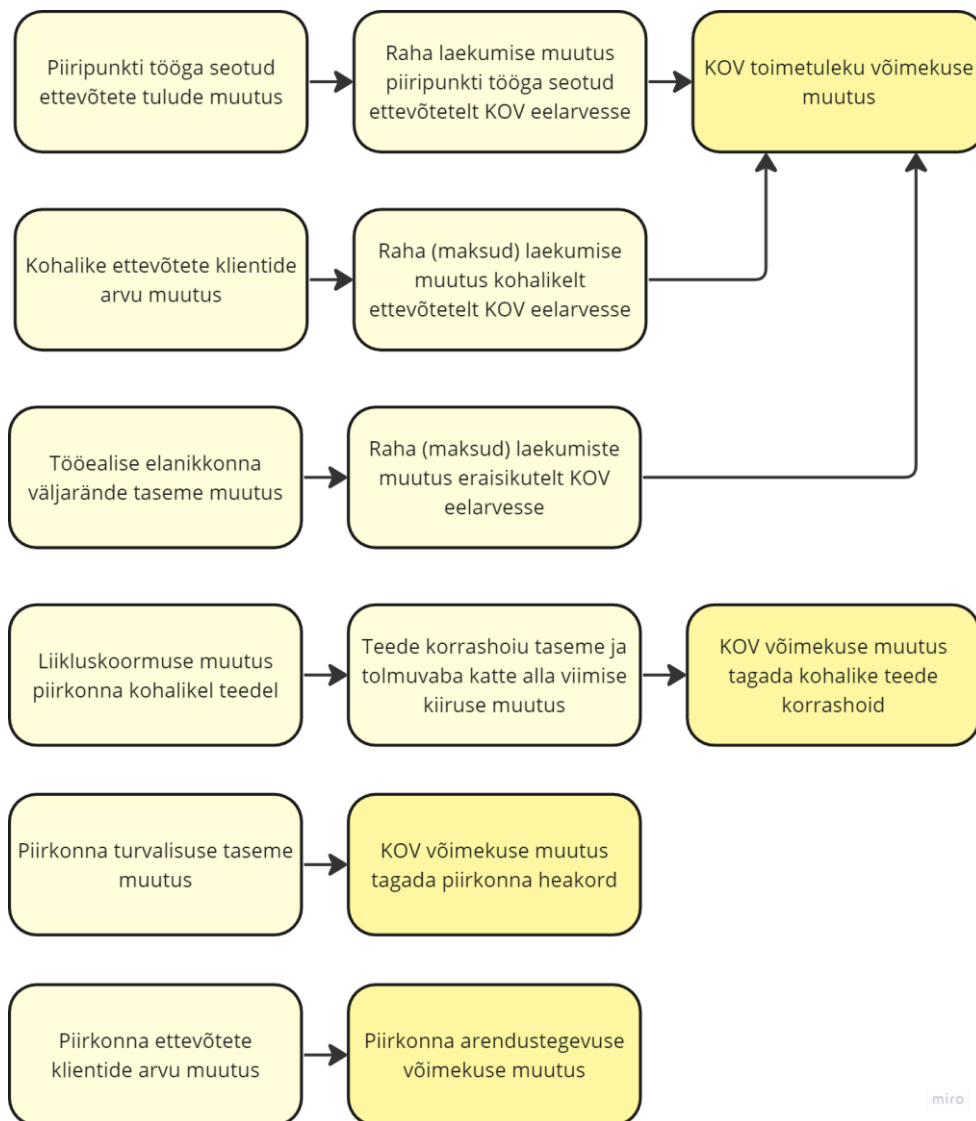 Piiripunkti tööga seotud
ettevõtete tulude muutus
Raha laekumise muutus
piiripunkti tööga seotud
ettevõtetelt KOV eelarvesse
KOV toimetuleku võimekuse
muutus
Kohalike ettevõtete klientide
arvu muutus
Raha (maksud) laekumise
muutus kohalikelt
ettevõtetelt KOV eelarvesse
Tööealise elanikkonna
väljarände taseme muutus
Raha (maksud) laekumiste
muutus eraisikutelt KOV
eelarvesse
Liikluskoormuse muutus
piirkonna kohalikel teedel
Teede korrashoiu taseme ja
tolmuvaba katte alla viimise
kiiruse muutus
KOV võimekuse muutus
tagada kohalike teede
korrashoid
Piirkonna turvalisuse taseme
muutus
KOV võimekuse muutus
tagada piirkonna heakord
Piirkonna ettevõtete
klientide arvu muutus
Piirkonna arendustegevuse
võimekuse muutus
miro